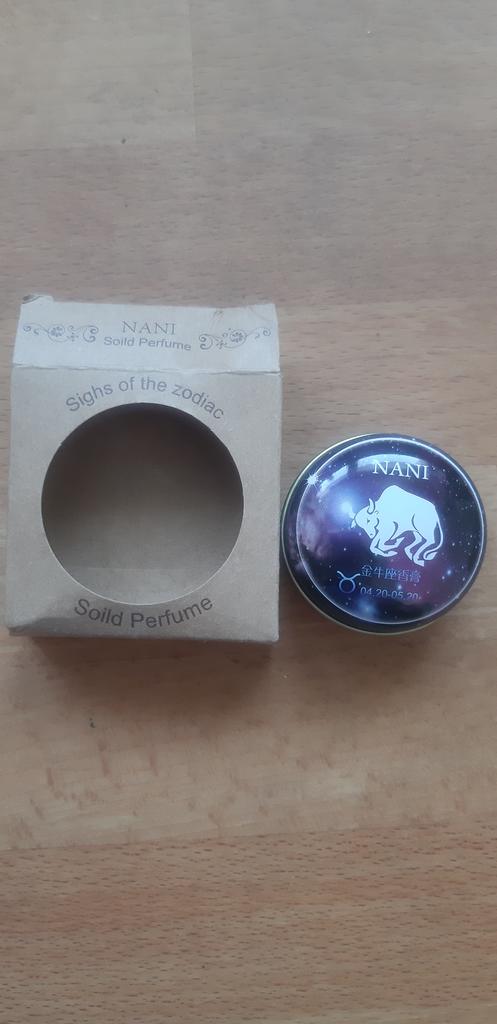 NANI
Soild Perfume
Sighs of the zodiac
Soild Perfume
NANI
金牛座香膏
04.20-05.20